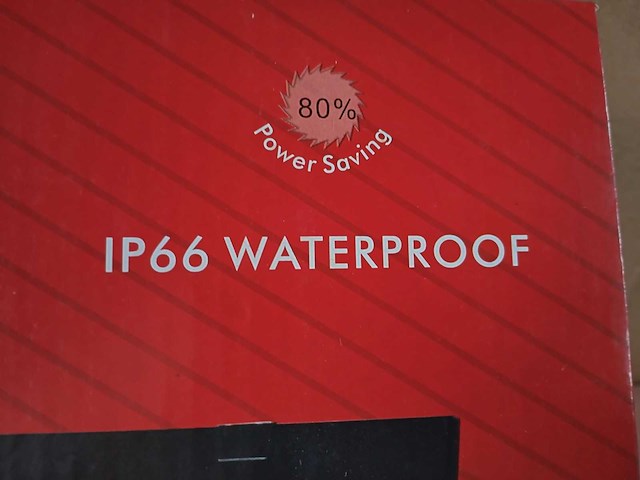 80%
Power Saving
IP66 WATERPROOF